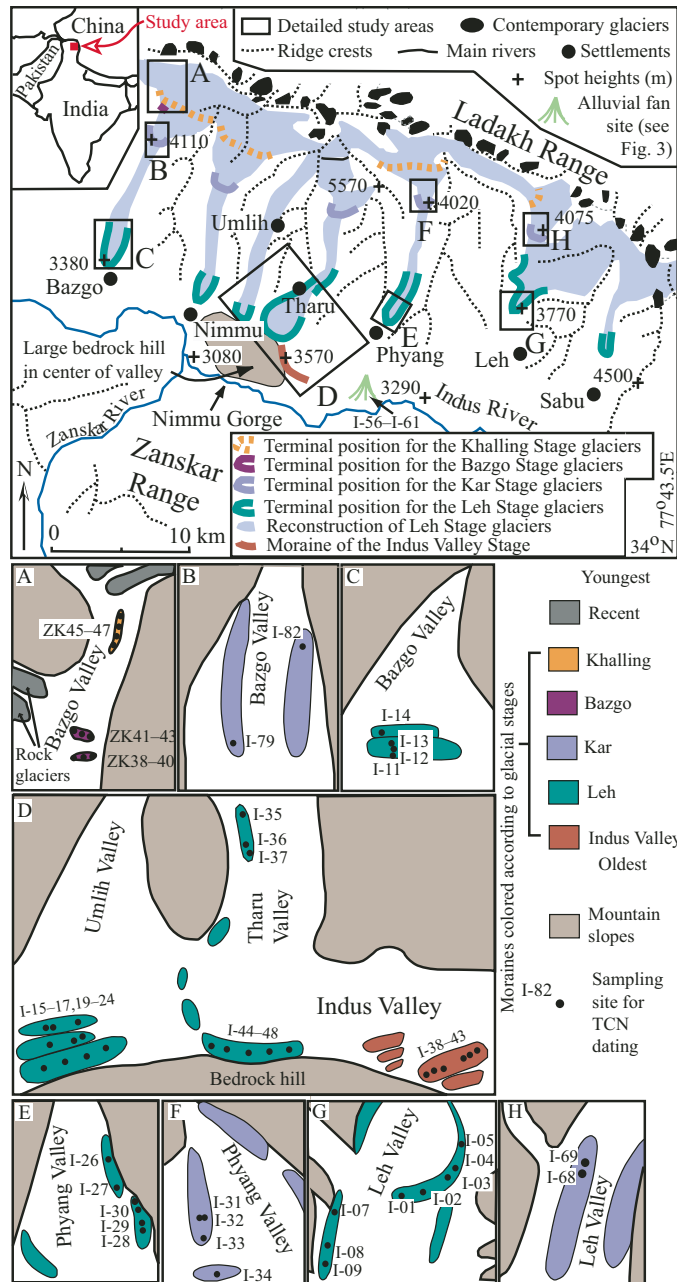 China
Study area
Pakistan
India
Detailed study areas
Contemporary glaciers
Ridge crests
Main rivers
Settlements
Spot heights (m)
Alluvial fan
site (see
Fig. 3)
Ladakh Range
A
4110
B
5570
4020
F
4075
H
Umlih
3380
C
Bazgo
Tharu
Nimmu
E
Phyang
3770
G
Leh
Large bedrock hill
in center of valley
3080
3570
D
4500
Sabu
3290
Indus River
I-56–I-61
Nimmu Gorge
Zanskar River
Zanskar
Range
N
0
10 km
Terminal position for the Khalling Stage glaciers
Terminal position for the Bazgo Stage glaciers
Terminal position for the Kar Stage glaciers
Terminal position for the Leh Stage glaciers
Reconstruction of Leh Stage glaciers
Moraine of the Indus Valley Stage
77° 43.5'E
34°N
A
ZK45–47
Bazgo Valley
ZK41–43
ZK38–40
Rock
glaciers
B
Bazgo Valley
I-82
I-79
C
Bazgo Valley
I-14
I-13
I-12
I-11
Moraines colored according to glacial stages
Youngest
Recent
Khalling
Bazgo
Kar
Leh
Indus Valley
Oldest
Mountain
slopes
I-82
Sampling
site for
TCN
dating
D
Umlih Valley
I-35
I-36
I-37
Tharu
Valley
I-15–17,19–24
Indus Valley
I-44–48
I-38–43
Bedrock hill
E
Phyang Valley
I-26
I-27
I-30
I-29
I-28
F
Phyang Valley
I-31
I-32
I-33
I-34
G
Leh Valley
I-05
I-04
I-03
I-02
I-01
I-07
I-08
I-09
H
I-69
I-68
Leh Valley